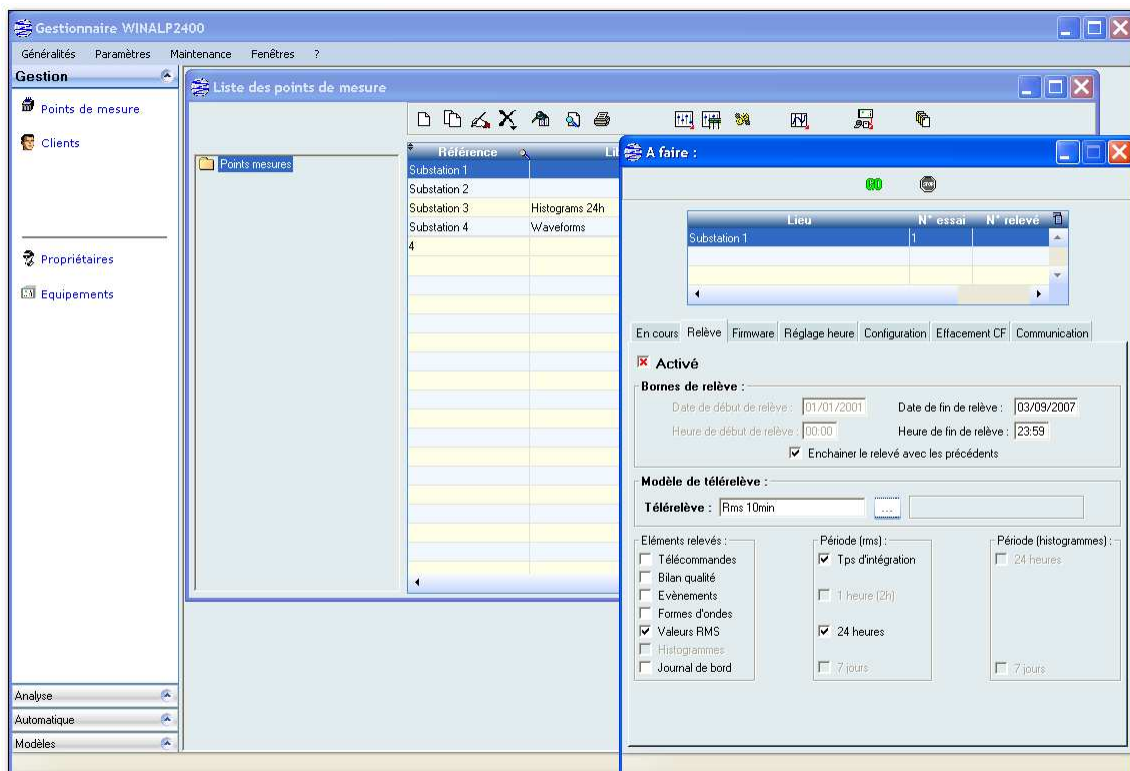 Gestionnaire WINALP2400
Généralités Paramètres Maintenance Fenêtres ?
Gestion
Points de mesure
Clients
Propriétaires
Equipements
Analyse
Automatique
Modèles
Liste des points de mesure
Points mesures
Référence Lib
Substation 1
Substation 2
Substation 3 Histograms 24h
Substation 4 Waveforms
4
A faire :
GO
Lieu N° essai N° relevé
Substation 1 1
En cours Relève Firmware Réglage heure Configuration Effacement CF Communication
Activé
Bornes de relève :
Date de début de relève : 01/01/2001 Date de fin de relève : 03/09/2007
Heure de début de relève : 00:00 Heure de fin de relève : 23:59
Enchainer le relevé avec les précédents
Modèle de télérelève :
Télérelève : Rms 10min ...
Eléments relevés : Période (rms) : Période (histogrammes) :
Télécommandes Tps d'intégration 24 heures
Bilan qualité
Evènements 1 heure (2h)
Formes d'ondes
Valeurs RMS 24 heures
Histogrammes
Journal de bord 7 jours 7 jours